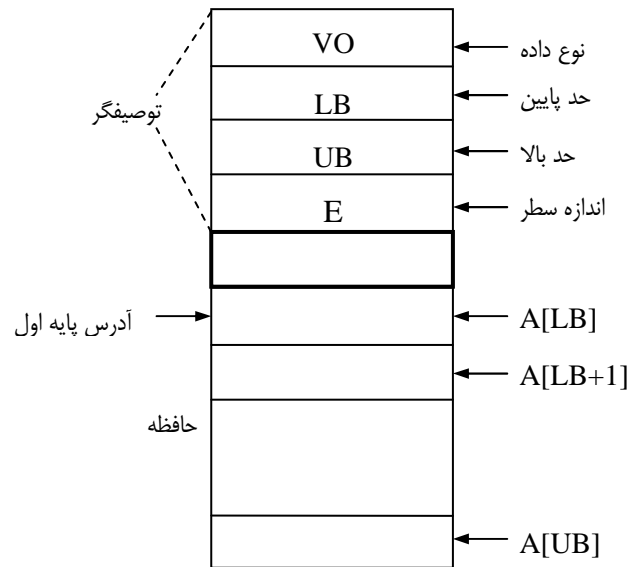 VO
نوع داده
LB
حد پایین
توصیفگر
UB
حد بالا
E
اندازه سطر
آدرس پایه اول
A[LB]
A[LB+1]
حافظه
A[UB]